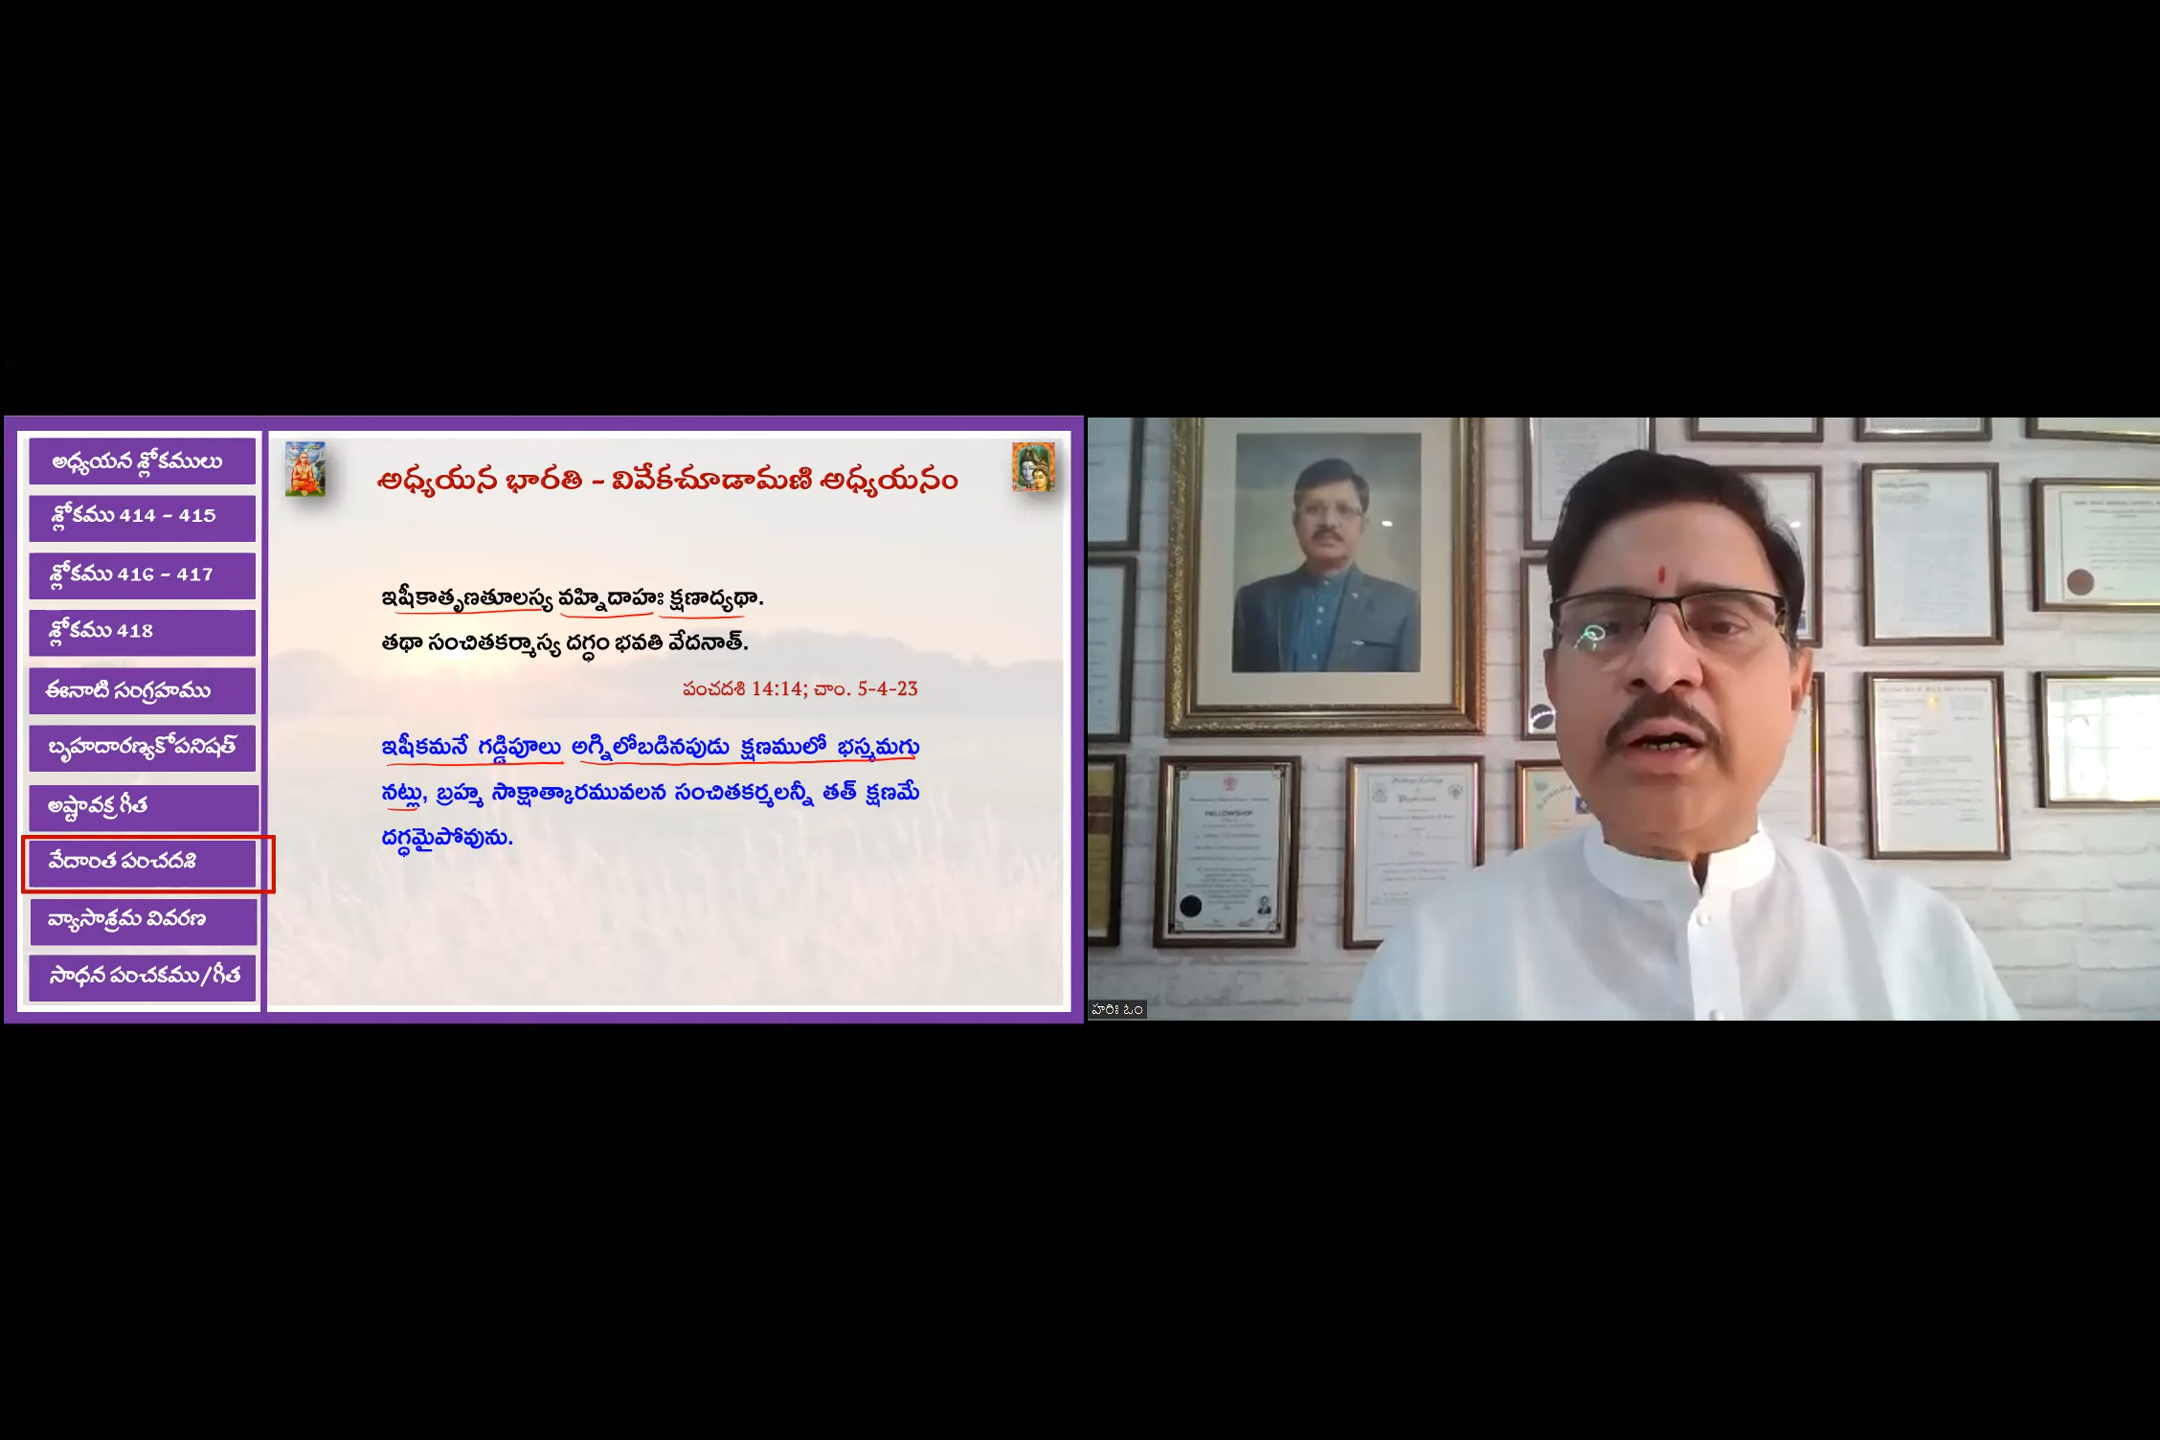 అధ్యయన శ్లోకములు
శ్లోకము 414 - 415
శ్లోకము 416 - 417
శ్లోకము 418
ఈనాటి సంగ్రహము
బృహదారణ్యకోపనిషత్
అష్టావక్ర గీత
వేదాంత పంచదశి
వ్యాసాశ్రమ వివరణ
సాధన పంచకము/గీత
అధ్యయన భారతి - వివేకచూడామణి అధ్యయనం
ఇషీకాతృణతూలస్య వహ్నిదాహః క్షణాద్యథా.
తథా సంచితకర్మాస్య దగ్ధం భవతి వేదనాత్.
పంచదశి 14:14; చాం. 5-4-23
ఇషీకమనే గడ్డిపూలు అగ్నిలోబడినపుడు క్షణములో భస్మమగు
నట్లు, బ్రహ్మ సాక్షాత్కారమువలన సంచితకర్మలన్నీ తత్ క్షణమే
దగ్ధమైపోవును.
FELLOWSHIP
హరిః ఓం